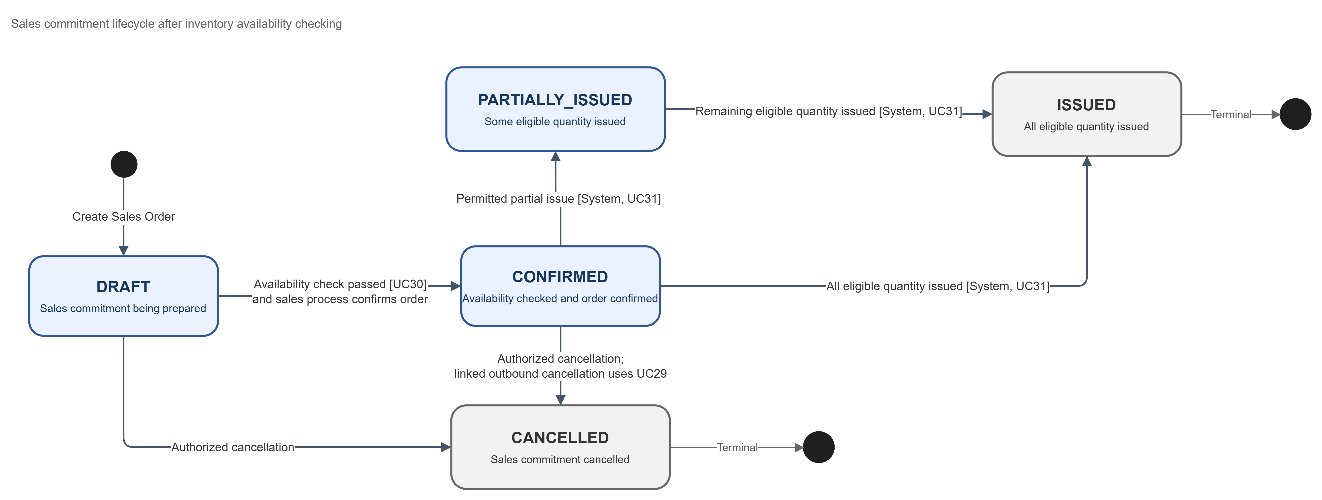 Sales commitment lifecycle after inventory availability checking
PARTIALLY_ISSUED
Some eligible quantity issued
Remaining eligible quantity issued [System, UC31]
ISSUED
All eligible quantity issued
Terminal
Create Sales Order
Permitted partial issue [System, UC31]
DRAFT
Sales commitment being prepared
Availability check passed [UC30]
and sales process confirms order
CONFIRMED
Availability checked and order confirmed
All eligible quantity issued [System, UC31]
Authorized cancellation;
linked outbound cancellation uses UC29
Authorized cancellation
CANCELLED
Sales commitment cancelled
Terminal